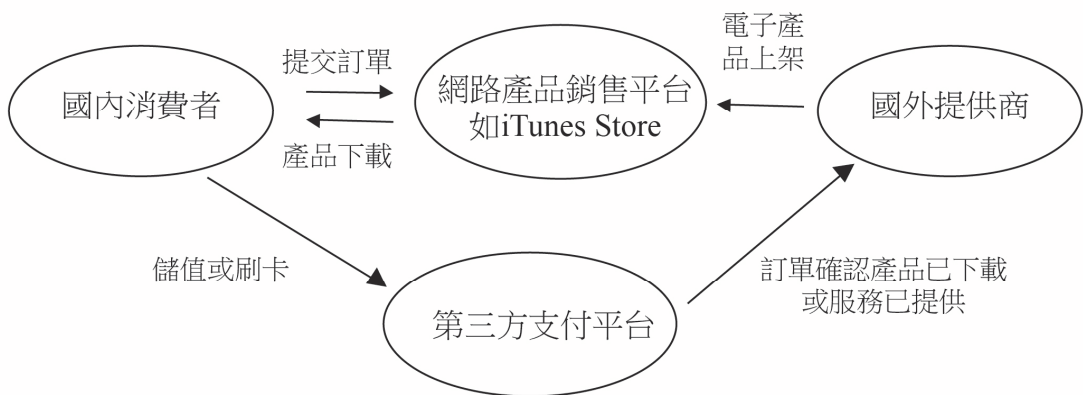 電子產
品上架
提交訂單
國內消費者
網路產品銷售平台
如iTunes Store
國外提供商
產品下載
儲值或刷卡
訂單確認產品已下載
或服務已提供
第三方支付平台